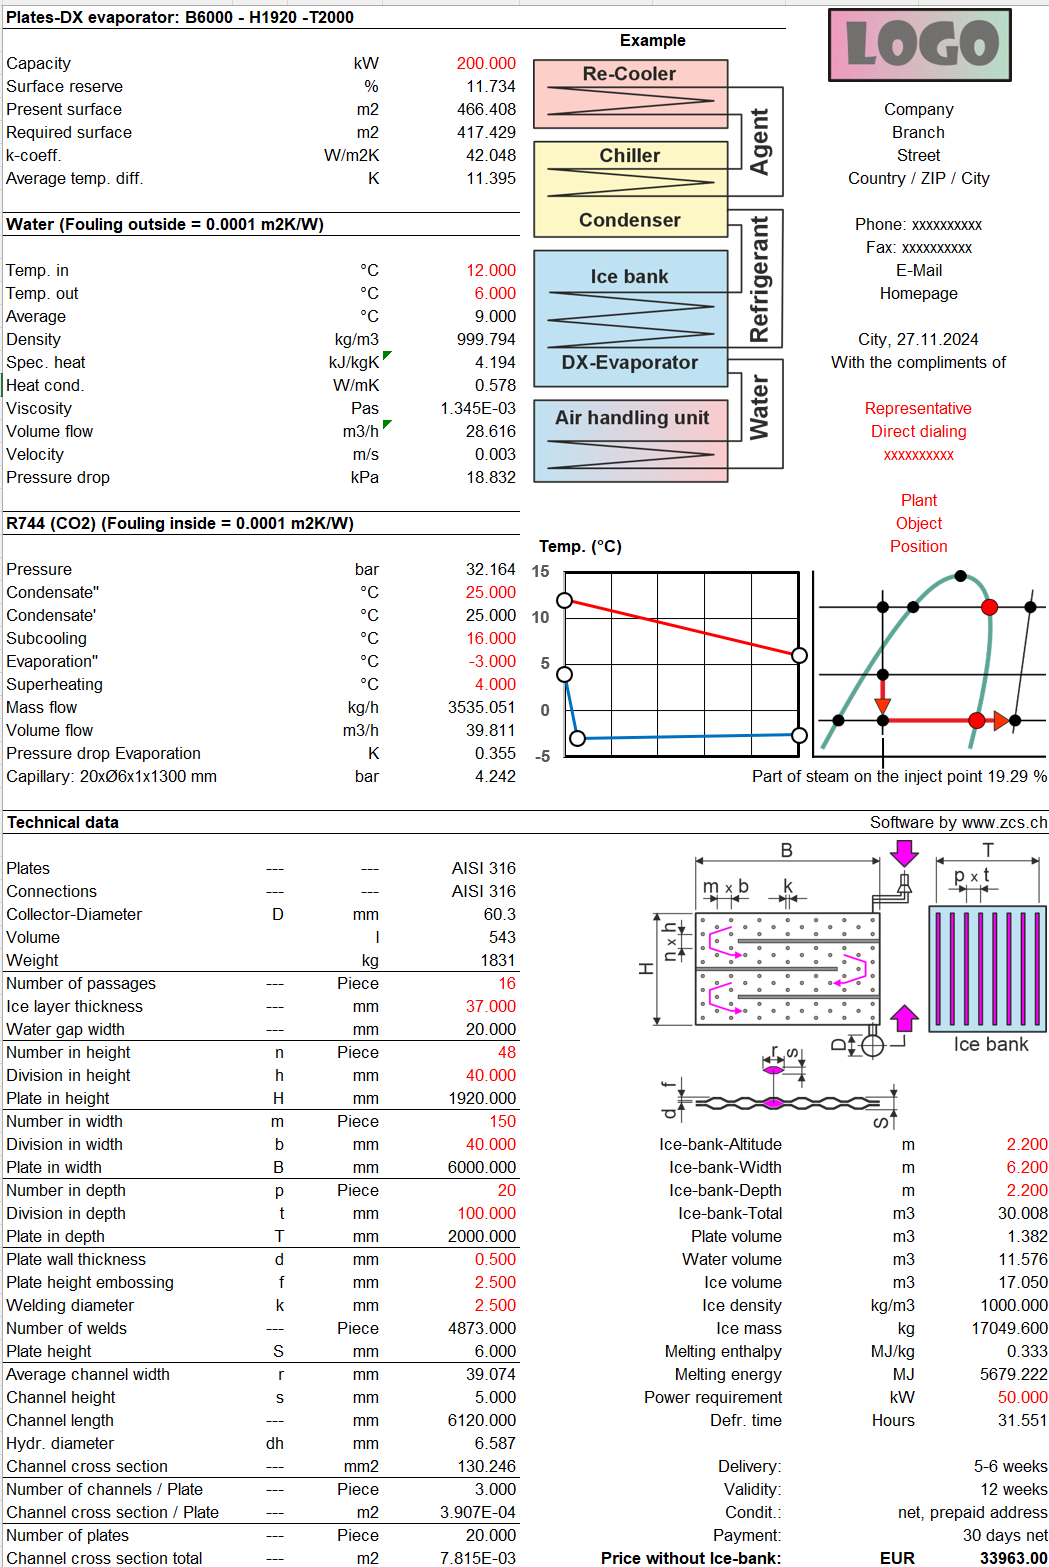 Plates-DX evaporator: B6000 - H1920 -T2000
LOGO
Example
Capacity kW 200.000
Surface reserve % 11.734
Present surface m2 466.408
Required surface m2 417.429
k-coeff. W/m2K 42.048
Average temp. diff. K 11.395
Re-Cooler
Agent
Chiller
Condenser
Refrigerant
Ice bank
DX-Evaporator
Water
Air handling unit
Company
Branch
Street
Country / ZIP / City
Phone: xxxxxxxxxx
Fax: xxxxxxxxxx
E-Mail
Homepage
City, 27.11.2024
With the compliments of
Representative
Direct dialing
xxxxxxxxxx
Plant
Object
Position
Water (Fouling outside = 0.0001 m2K/W)
Temp. in °C 12.000
Temp. out °C 6.000
Average °C 9.000
Density kg/m3 999.794
Spec. heat kJ/kgK 4.194
Heat cond. W/mK 0.578
Viscosity Pas 1.345E-03
Volume flow m3/h 28.616
Velocity m/s 0.003
Pressure drop kPa 18.832
R744 (CO2) (Fouling inside = 0.0001 m2K/W)
Pressure bar 32.164
Condensate" °C 25.000
Condensate' °C 25.000
Subcooling °C 16.000
Evaporation" °C -3.000
Superheating °C 4.000
Mass flow kg/h 3535.051
Volume flow m3/h 39.811
Pressure drop Evaporation K 0.355
Capillary: 20xØ6x1x1300 mm bar 4.242
Temp. (°C)
15
10
5
0
-5
Part of steam on the inject point 19.29 %
Technical data
Software by www.zcs.ch
Plates --- --- AISI 316
Connections --- --- AISI 316
Collector-Diameter D mm 60.3
Volume l 543
Weight kg 1831
Number of passages --- Piece 16
Ice layer thickness --- mm 37.000
Water gap width --- mm 20.000
Number in height n Piece 48
Division in height h mm 40.000
Plate in height H mm 1920.000
Number in width m Piece 150
Division in width b mm 40.000
Plate in width B mm 6000.000
Number in depth p Piece 20
Division in depth t mm 100.000
Plate in depth T mm 2000.000
Plate wall thickness d mm 0.500
Plate height embossing f mm 2.500
Welding diameter k mm 2.500
Number of welds --- Piece 4873.000
Plate height S mm 6.000
Average channel width r mm 39.074
Channel height s mm 5.000
Channel length --- mm 6120.000
Hydr. diameter dh mm 6.587
Channel cross section --- mm2 130.246
Number of channels / Plate --- Piece 3.000
Channel cross section / Plate --- m2 3.907E-04
Number of plates --- Piece 20.000
Channel cross section total --- m2 7.815E-03
B
T
m x b
k
p x t
n x h
H
D
L
Ice bank
r
s
f
d
S
Ice-bank-Altitude m 2.200
Ice-bank-Width m 6.200
Ice-bank-Depth m 2.200
Ice-bank-Total m3 30.008
Plate volume m3 1.382
Water volume m3 11.576
Ice volume m3 17.050
Ice density kg/m3 1000.000
Ice mass kg 17049.600
Melting enthalpy MJ/kg 0.333
Melting energy MJ 5679.222
Power requirement kW 50.000
Defr. time Hours 31.551
Delivery: 5-6 weeks
Validity: 12 weeks
Condit.: net, prepaid address
Payment: 30 days net
Price without Ice-bank: EUR 33963.00